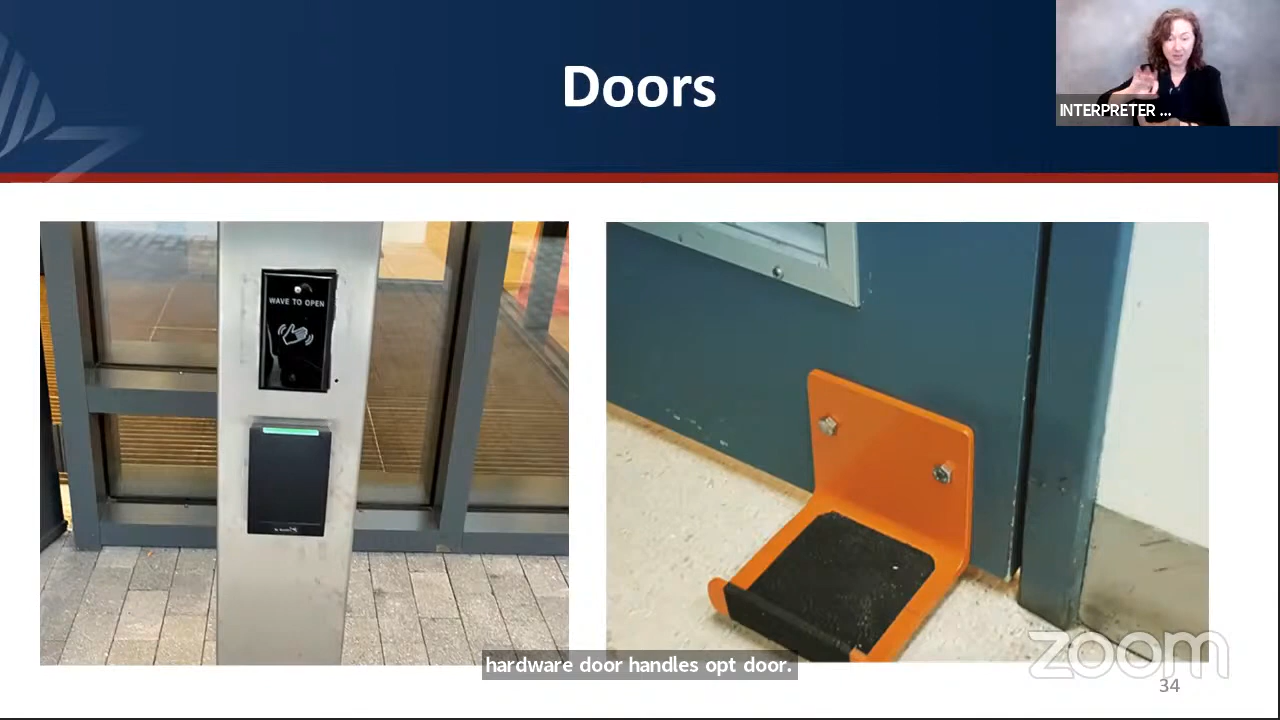 Doors
INTERPRETER ...
WAVE TO OPEN
hardware door handles opt door.
zoom
34